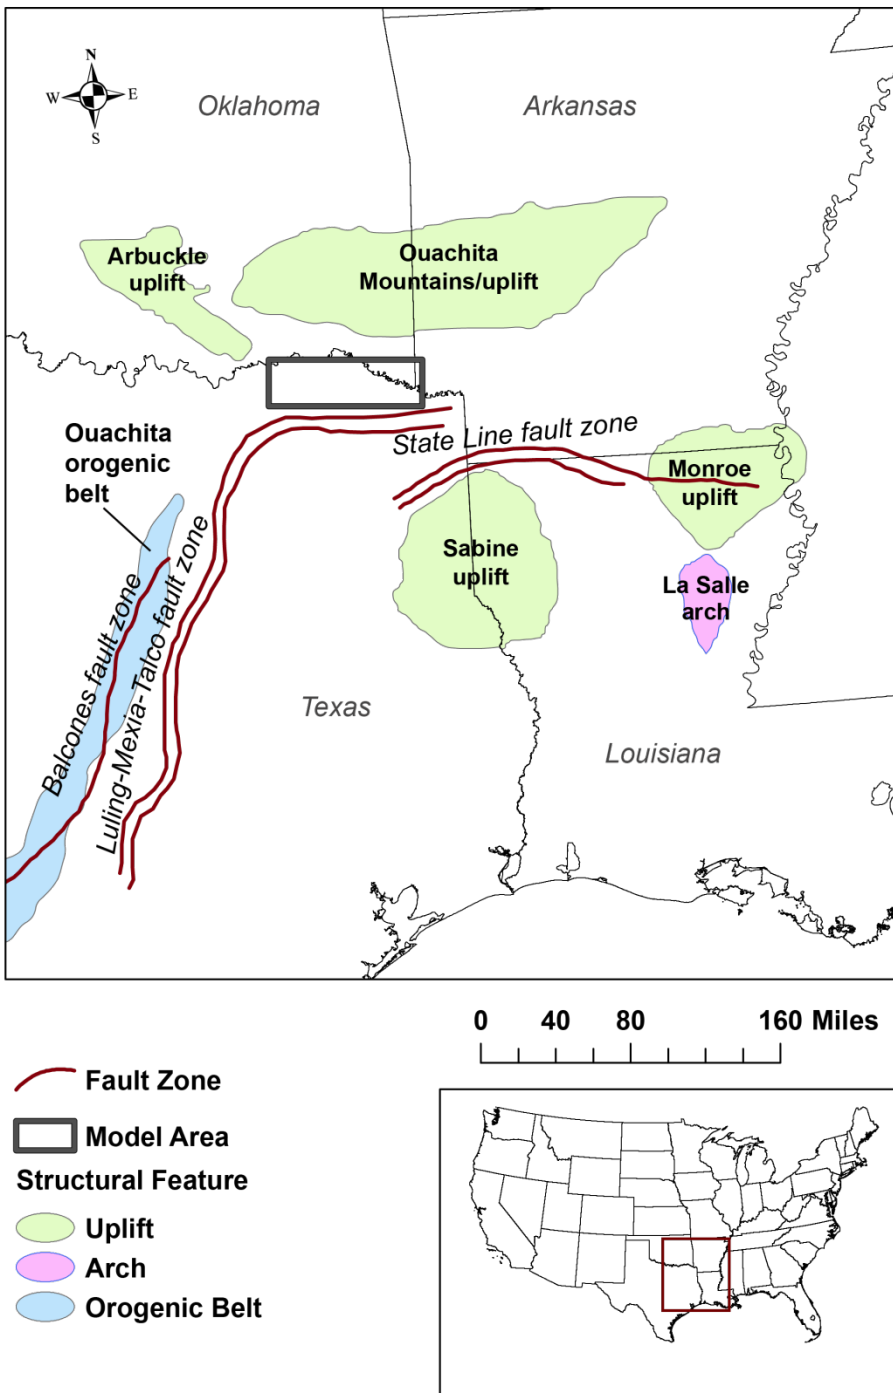 N
W
E
S
Oklahoma
Arkansas
Arbuckle
uplift
Ouachita
Mountains/uplift
Ouachita
orogenic
belt
State Line fault zone
Monroe
uplift
Sabine
uplift
La Salle
arch
Balcones fault zone
Luling-Mexia-Talco fault zone
Texas
Louisiana
0 40 80 160 Miles
Fault Zone
Model Area
Structural Feature
Uplift
Arch
Orogenic Belt